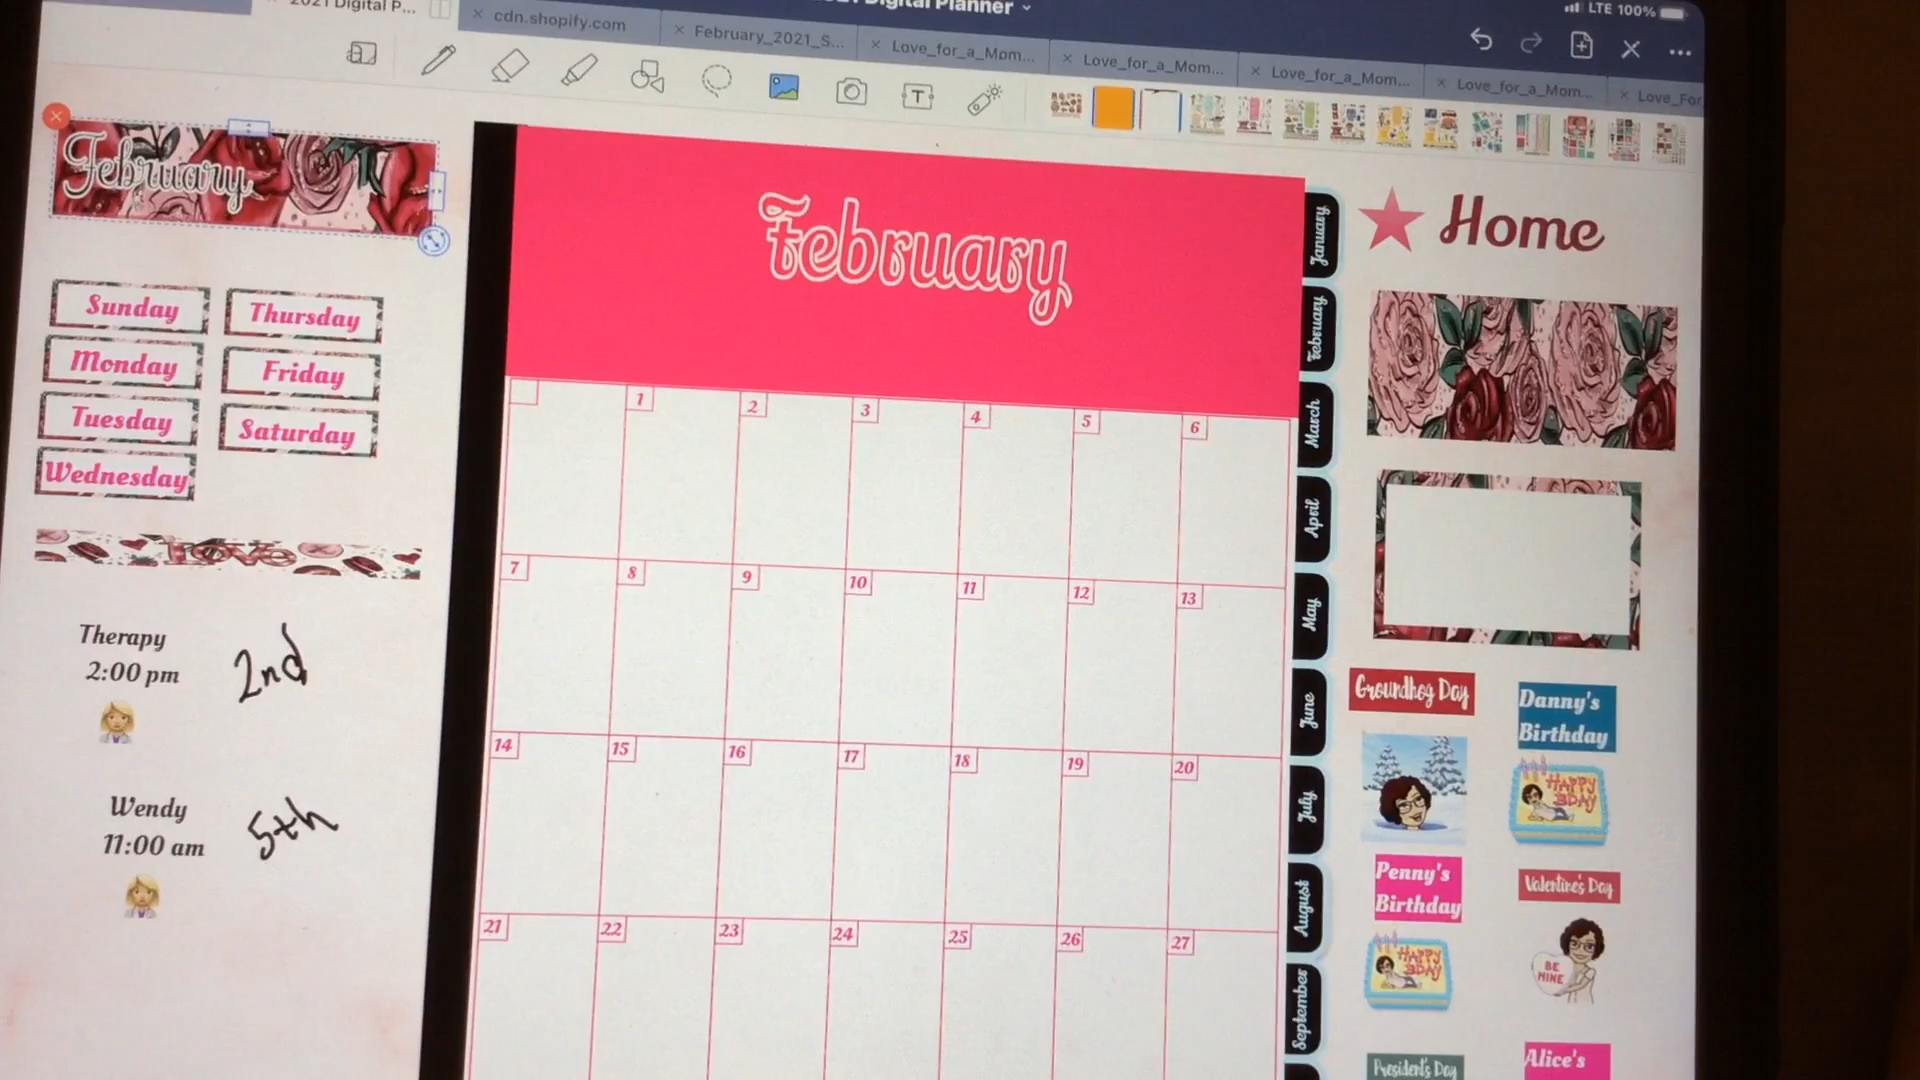 Digital Planner
LTE 100%
2021 Digital P...
cdn.shopify.com
February_2021_S...
Love_for_a_Mom...
Love_for_a_Mom...
Love_for_a_Mom...
Love_for_a_Mom...
Love_For
T
February
Sunday
Thursday
Monday
Friday
Tuesday
Saturday
Wednesday
Love
Therapy
2:00 pm
2nd
Wendy
11:00 am
5th
February
1 2 3 4 5 6
7 8 9 10 11 12 13
14 15 16 17 18 19 20
21 22 23 24 25 26 27
January
February
March
April
May
June
July
August
September
Home
Groundhog Day
Danny's
Birthday
HAPPY
BDAY
Penny's
Birthday
Valentine's Day
HAPPY
BDAY
BE
MINE
President's Day
Alice's